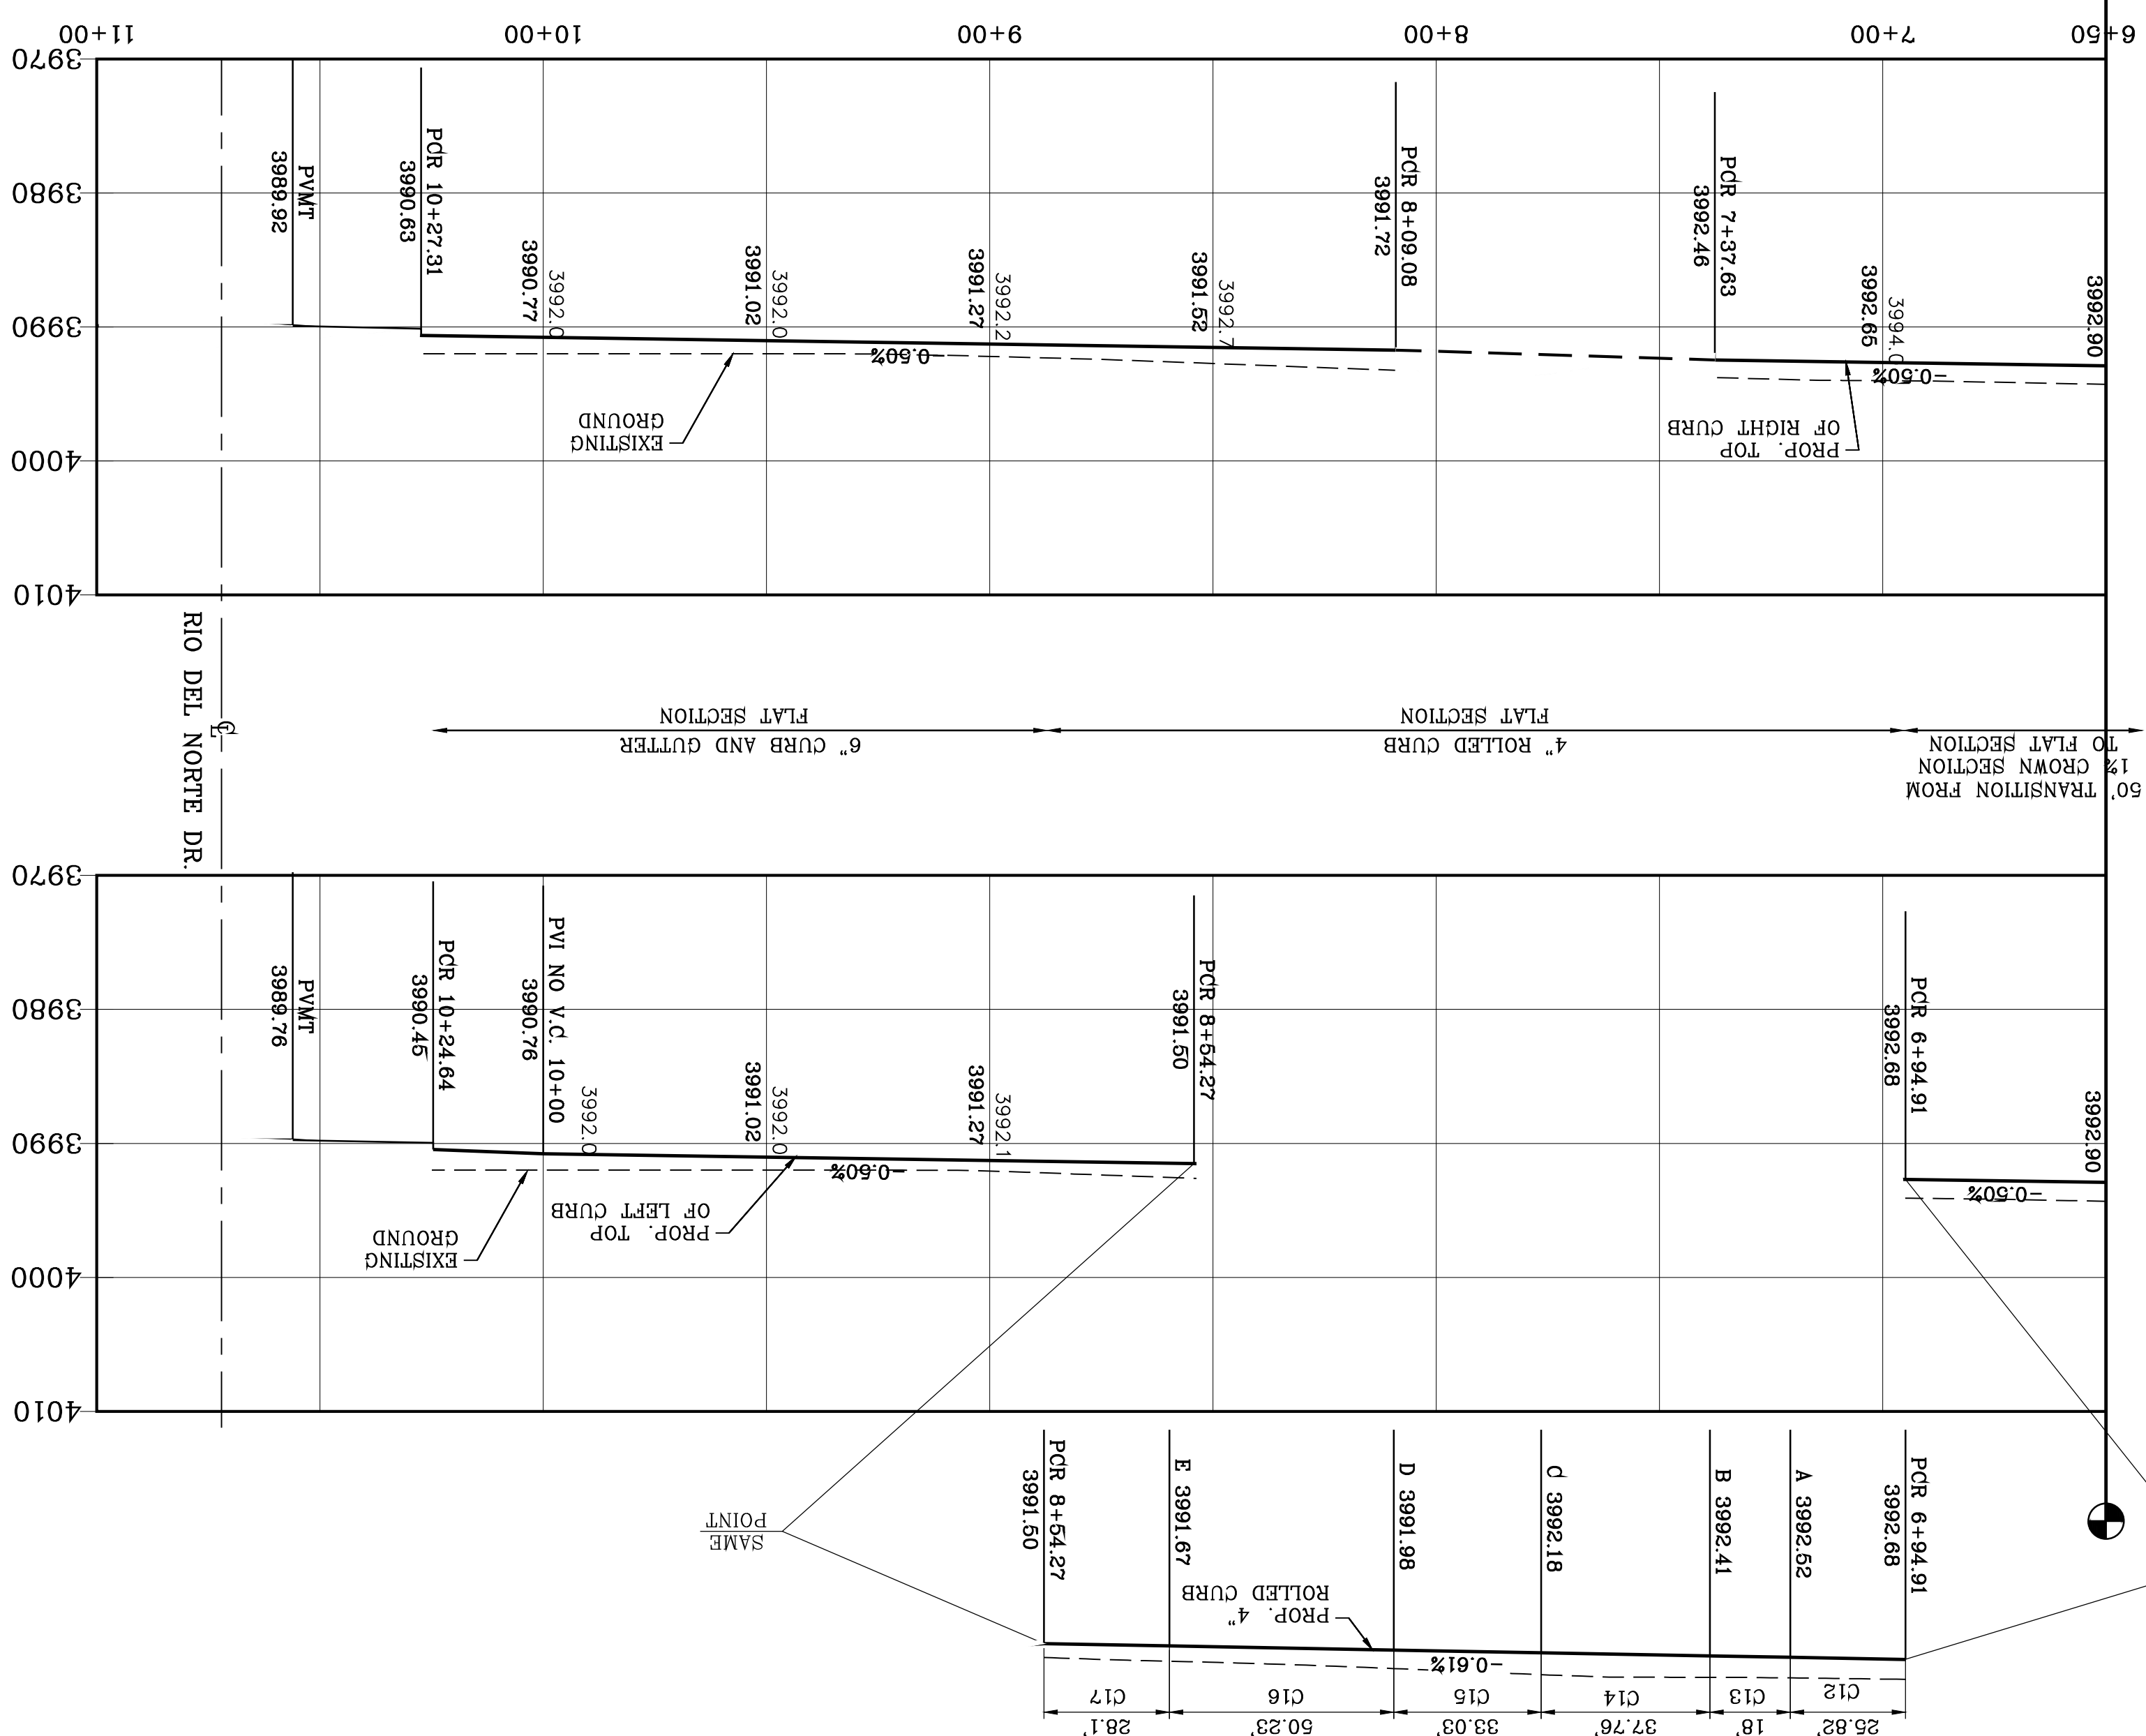 25.82'
18'
37.76'
33.03'
50.23'
28.1'
C12
C13
C14
C15
C16
C17
-0.61%
PROP. 4"
ROLLED CURB
PCR 6+94.91
3992.68
A 3992.52
B 3992.41
C 3992.18
D 3991.98
E 3991.67
PCR 8+54.27
3991.50
SAME
POINT
4010
4000
3990
3980
3970
EXISTING
GROUND
PROP. TOP
OF LEFT CURB
-0.50%
-0.50%
3992.90
PCR 6+94.91
3992.68
PCR 8+54.27
3991.50
3992.1
3991.27
3992.0
3991.02
3992.0
PVI NO V.C. 10+00
3990.76
PCR 10+24.64
3990.45
PVMT
3989.76
50' TRANSITION FROM
1% CROWN SECTION
TO FLAT SECTION
4" ROLLED CURB
FLAT SECTION
6" CURB AND GUTTER
FLAT SECTION
CL
RIO DEL NORTE DR.
4010
4000
3990
3980
3970
PROP. TOP
OF RIGHT CURB
EXISTING
GROUND
-0.50%
-0.50%
3992.90
3994.0
3992.65
PCR 7+37.63
3992.46
PCR 8+09.08
3991.72
3992.7
3991.52
3992.2
3991.27
3992.0
3991.02
3992.0
3990.77
PCR 10+27.31
3990.63
PVMT
3989.92
6+50
7+00
8+00
9+00
10+00
11+00